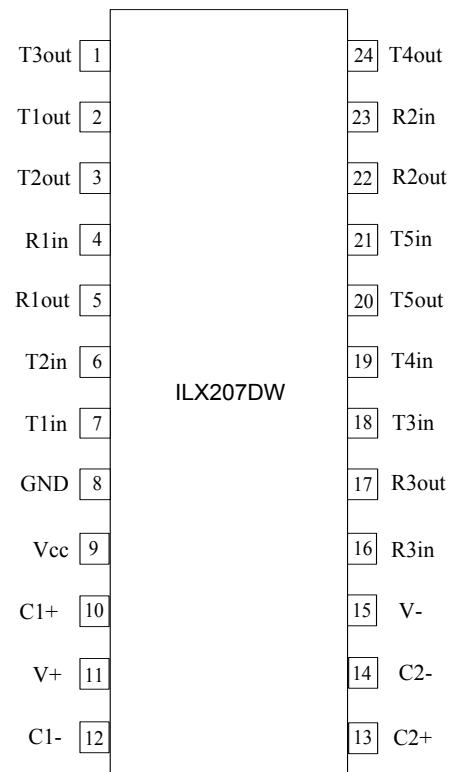 T3out 1 24 T4out
T1out 2 23 R2in
T2out 3 22 R2out
R1in 4 21 T5in
R1out 5 20 T5out
T2in 6 19 T4in
ILX207DW
T1in 7 18 T3in
GND 8 17 R3out
Vcc 9 16 R3in
C1+ 10 15 V-
V+ 11 14 C2-
C1- 12 13 C2+